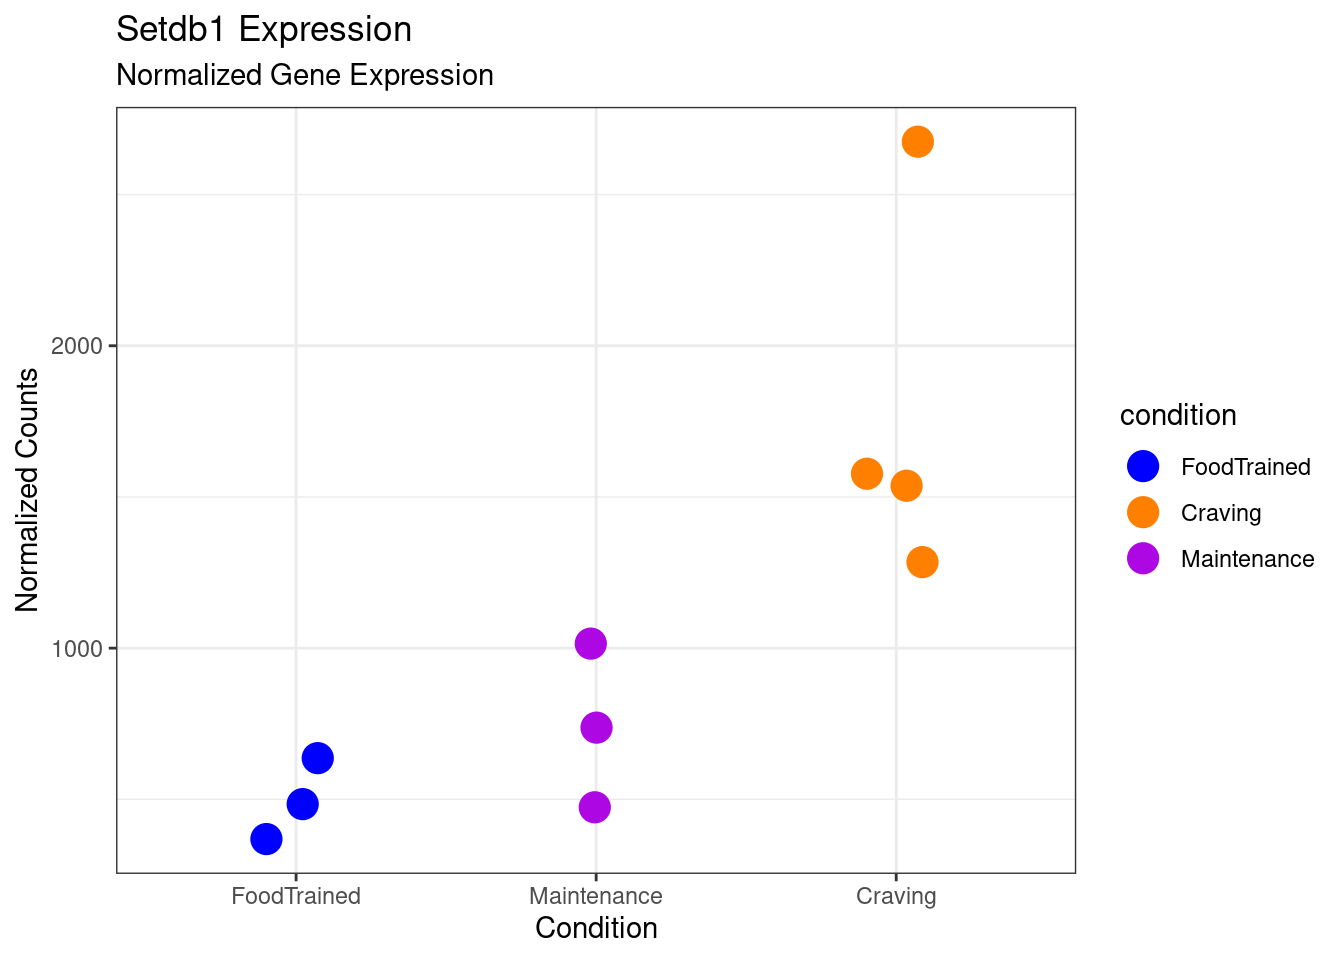 Setdb1 Expression
Normalized Gene Expression
2000
1000
Normalized Counts
FoodTrained
Maintenance
Craving
Condition
condition
FoodTrained
Craving
Maintenance